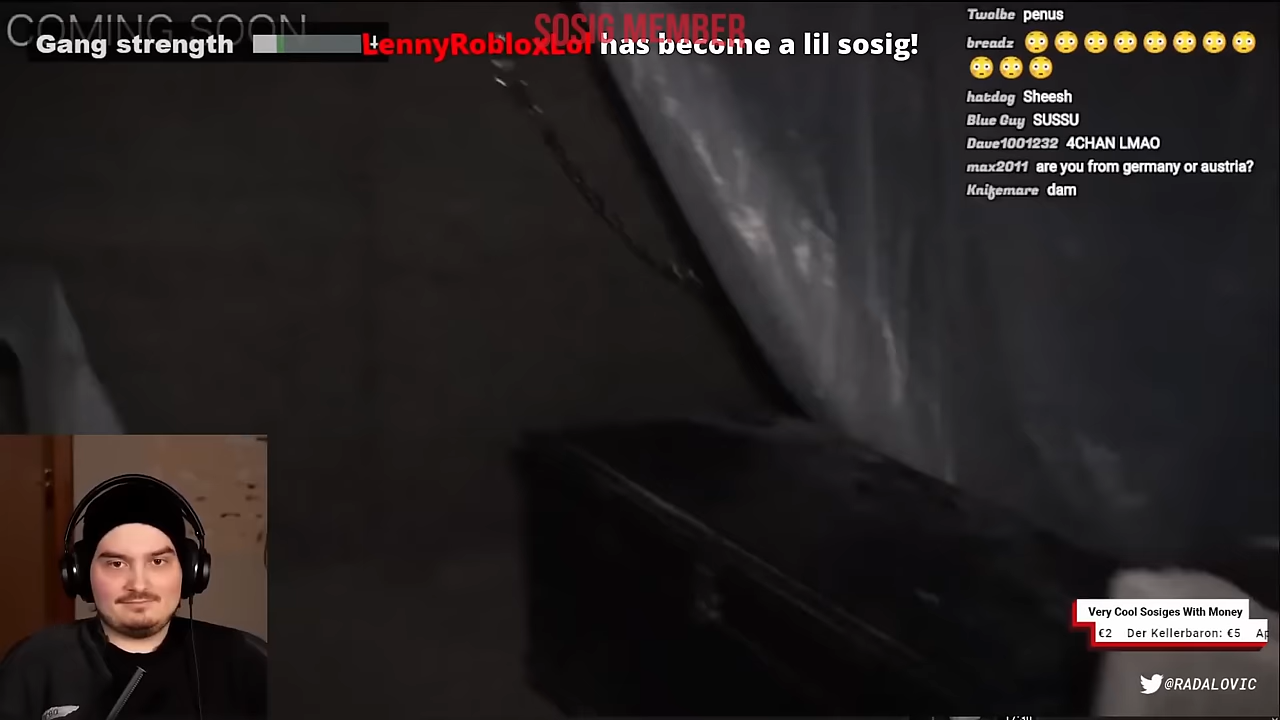 COMING SOON
SOSIG MEMBER
Gang strength
LennyRobloxLol has become a lil sosig!
Twolbe penus
breadz 😳😳😳😳😳😳😳😳
😳😳😳
hatdog Sheesh
Blue Guy SUSSU
Dave1001232 4CHAN LMAO
max2011 are you from germany or austria?
Knifemare dam
Very Cool Sosiges With Money
€2 Der Kellerbaron: €5 Ap
@RADALOVIC